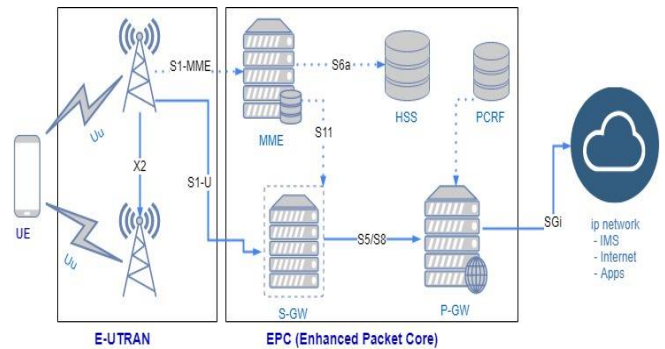 S1-MME
S6a
Uu
MME
HSS
PCRF
S11
X2
S1-U
UE
SGi
S5/S8
Uu
ip network
- IMS
- Internet
- Apps
S-GW
P-GW
E-UTRAN
EPC (Enhanced Packet Core)